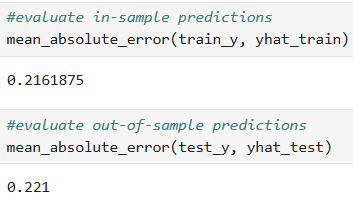 #evaluate in-sample predictions
mean_absolute_error(train_y, yhat_train)
0.2161875
#evaluate out-of-sample predictions
mean_absolute_error(test_y, yhat_test)
0.221